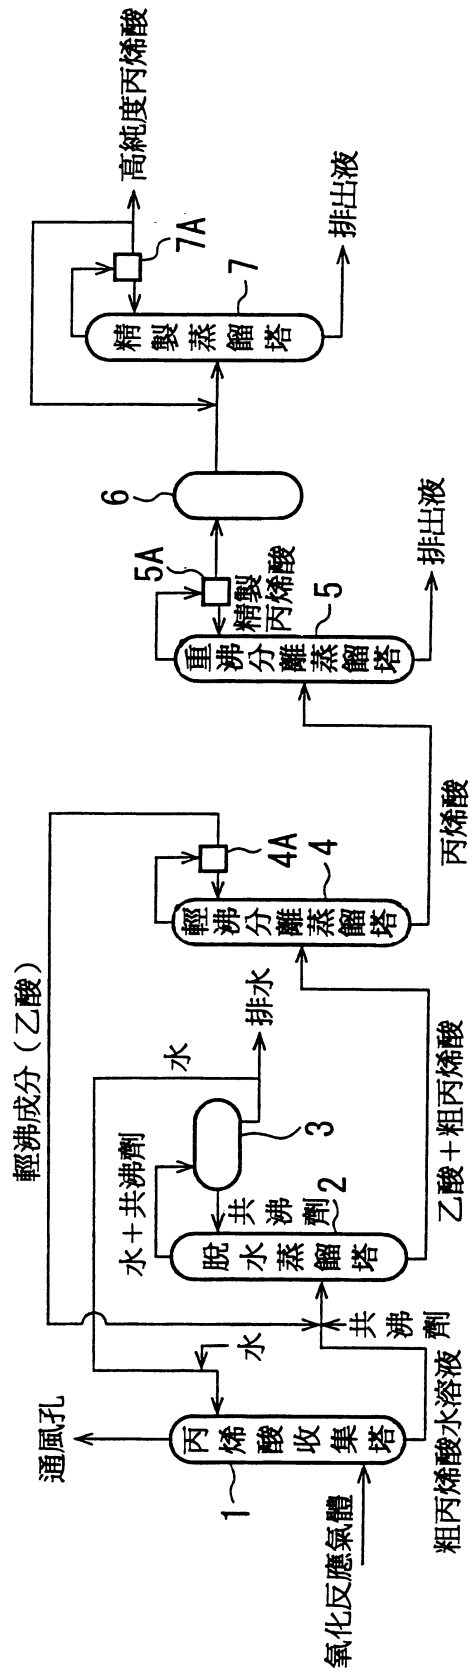 氧化反應氣體
1
丙烯酸收集塔
通風孔
粗丙烯酸水溶液
水
共沸劑
脫水蒸餾塔
2
水+共沸劑
共沸劑
3
水
排水
輕沸成分(乙酸)
乙酸+粗丙烯酸
輕沸分離蒸餾塔
4
4A
丙烯酸
重沸分離蒸餾塔
5
5A
精製
丙烯酸
排出液
6
精製蒸餾塔
7
7A
排出液
高純度丙烯酸